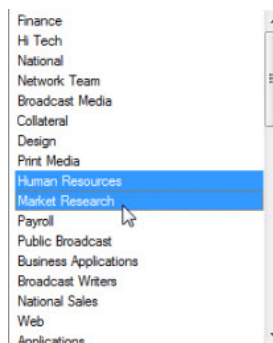 Finance
Hi Tech
National
Network Team
Broadcast Media
Collateral
Design
Print Media
Human Resources
Market Research
Payroll
Public Broadcast
Business Applications
Broadcast Writers
National Sales
Web
Applications